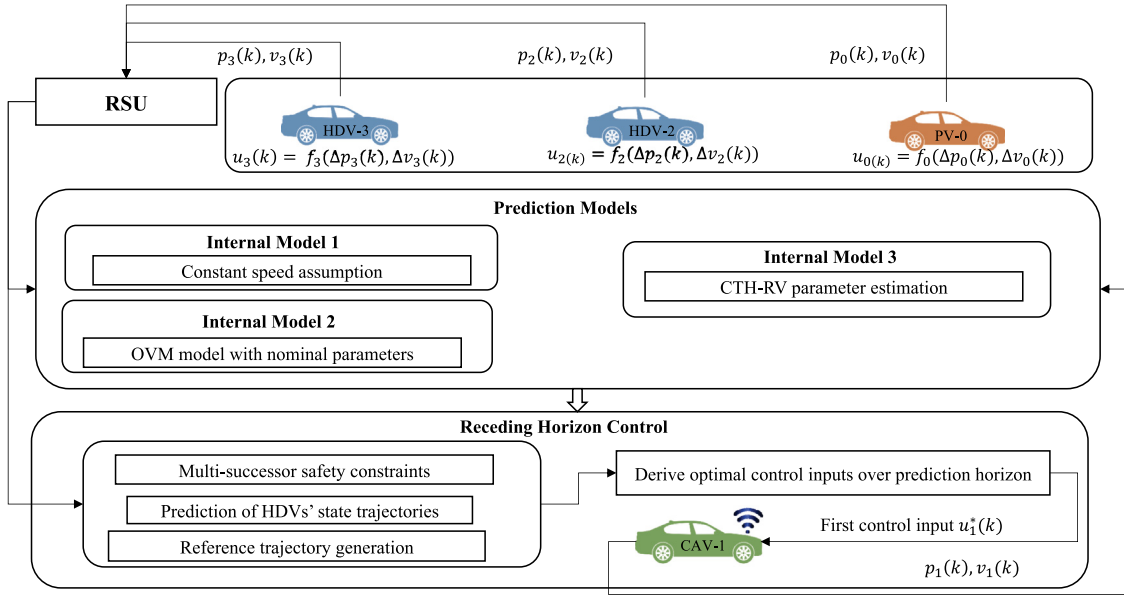 p₃(k), v₃(k)
p₂(k), v₂(k)
p₀(k), v₀(k)
RSU
HDV-3
HDV-2
PV-0
u₃(k) = f₃(Δp₃(k), Δv₃(k))
u₂₍ₖ₎ = f₂(Δp₂(k), Δv₂(k))
u₀₍ₖ₎ = f₀(Δp₀(k), Δv₀(k))
Prediction Models
Internal Model 1
Constant speed assumption
Internal Model 2
OVM model with nominal parameters
Internal Model 3
CTH-RV parameter estimation
Receding Horizon Control
Multi-successor safety constraints
Prediction of HDVs' state trajectories
Reference trajectory generation
Derive optimal control inputs over prediction horizon
First control input u₁*(k)
CAV-1
p₁(k), v₁(k)